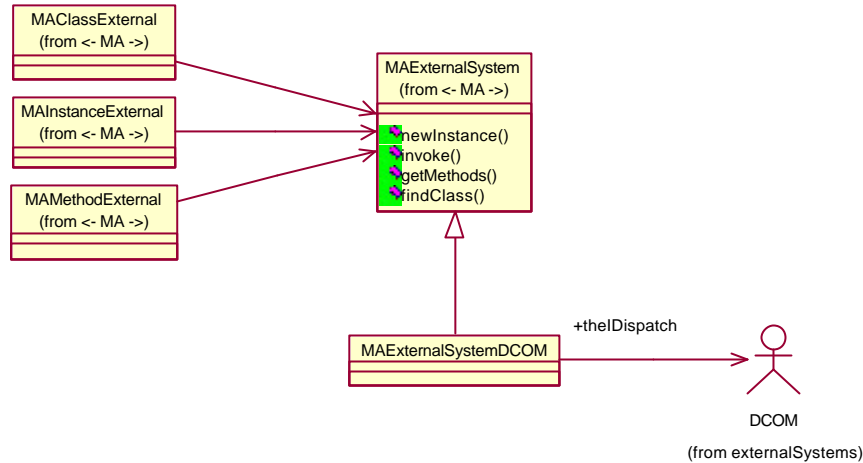 MAClassExternal
(from <- MA ->)
MAInstanceExternal
(from <- MA ->)
MAMethodExternal
(from <- MA ->)
MAExternalSystem
(from <- MA ->)
newInstance()
invoke()
getMethods()
findClass()
MAExternalSystemDCOM
+theIDispatch
DCOM
(from externalSystems)